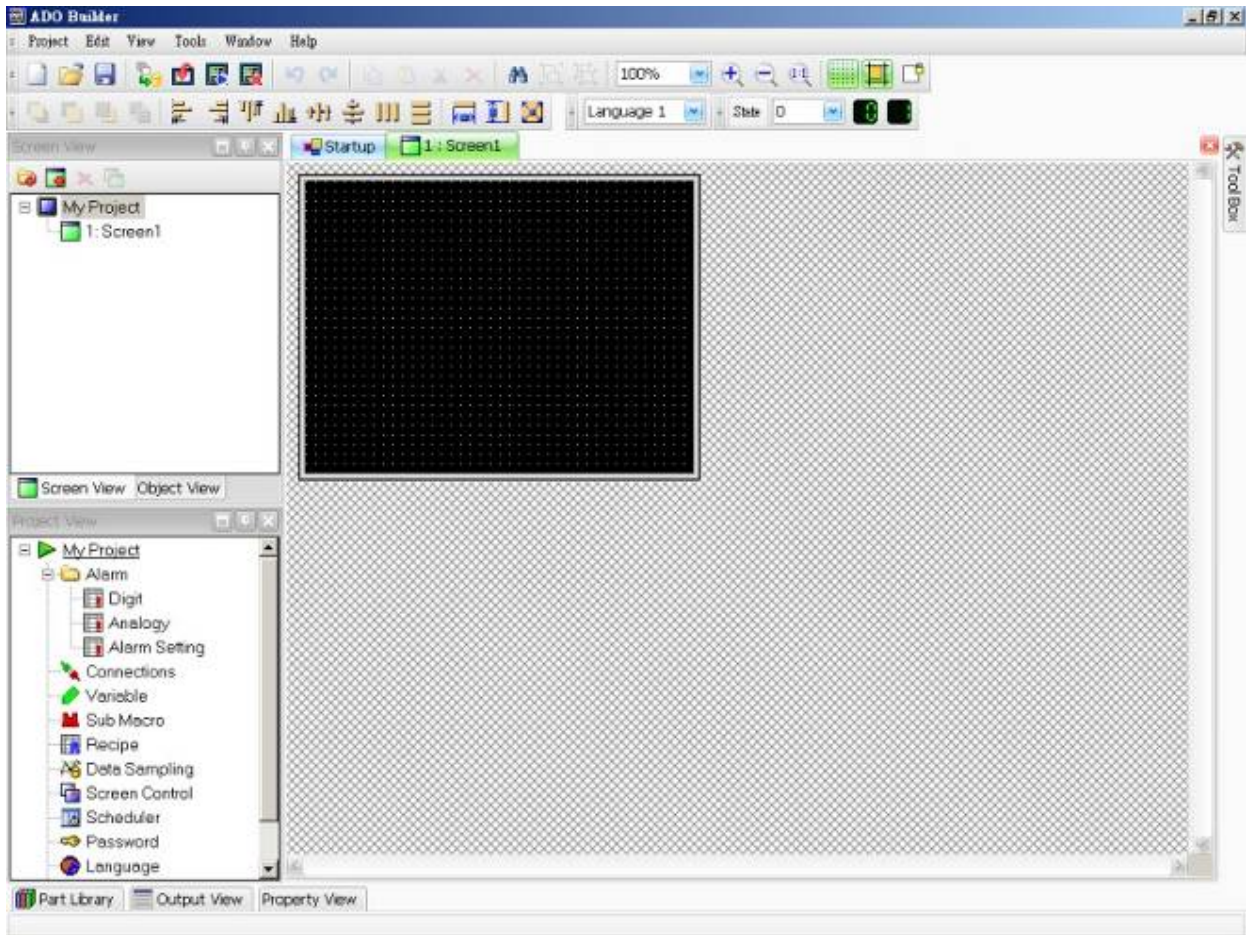 ADO Builder
Project Edit View Tools Window Help
100%
Language 1 State 0
Screen View
Startup 1 : Screen1
Tool Box
My Project
1: Screen1
Screen View Object View
Project View
My Project
Alarm
Digit
Analogy
Alarm Setting
Connections
Variable
Sub Macro
Recipe
Data Sampling
Screen Control
Scheduler
Password
Language
Part Library Output View Property View